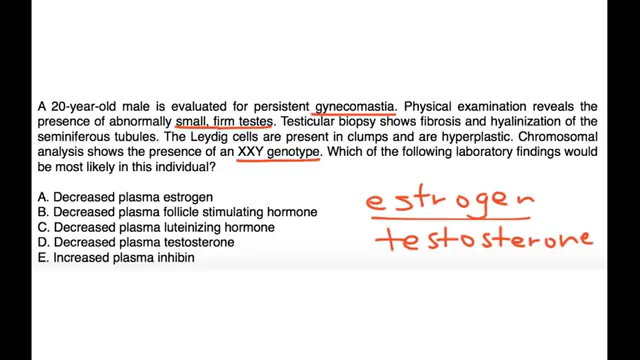 A 20-year-old male is evaluated for persistent gynecomastia. Physical examination reveals the
presence of abnormally small, firm testes. Testicular biopsy shows fibrosis and hyalinization of the
seminiferous tubules. The Leydig cells are present in clumps and are hyperplastic. Chromosomal
analysis shows the presence of an XXY genotype. Which of the following laboratory findings would
be most likely in this individual?
A. Decreased plasma estrogen
B. Decreased plasma follicle stimulating hormone
C. Decreased plasma luteinizing hormone
D. Decreased plasma testosterone
E. Increased plasma inhibin
estrogen
testosterone